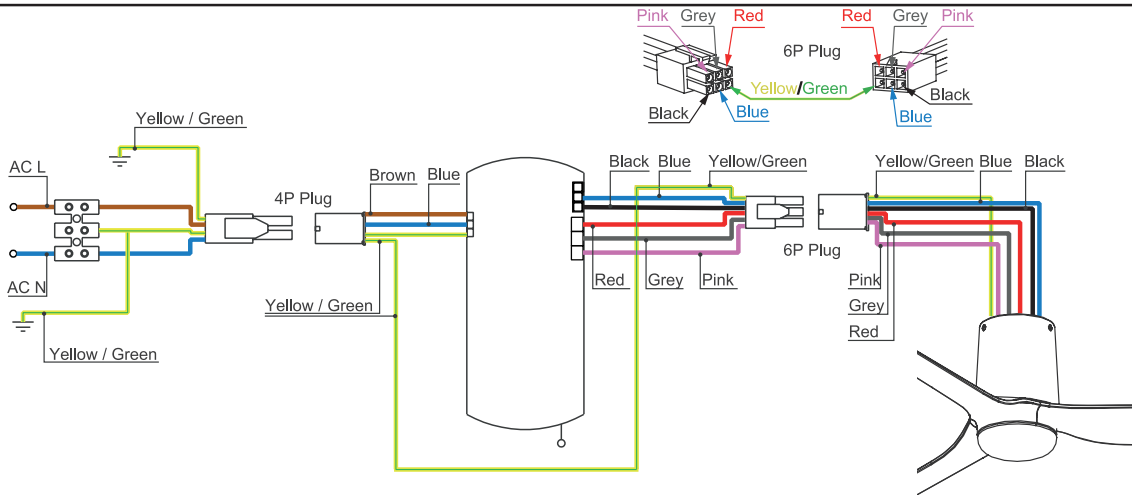 Pink Grey Red
Red Grey Pink
6P Plug
Yellow/Green
Black
Blue
Black
Blue
Yellow / Green
AC L
AC N
Yellow / Green
4P Plug
Brown Blue
Yellow / Green
Black Blue Yellow/Green
Red Grey Pink
6P Plug
Yellow/Green Blue Black
Pink
Grey
Red